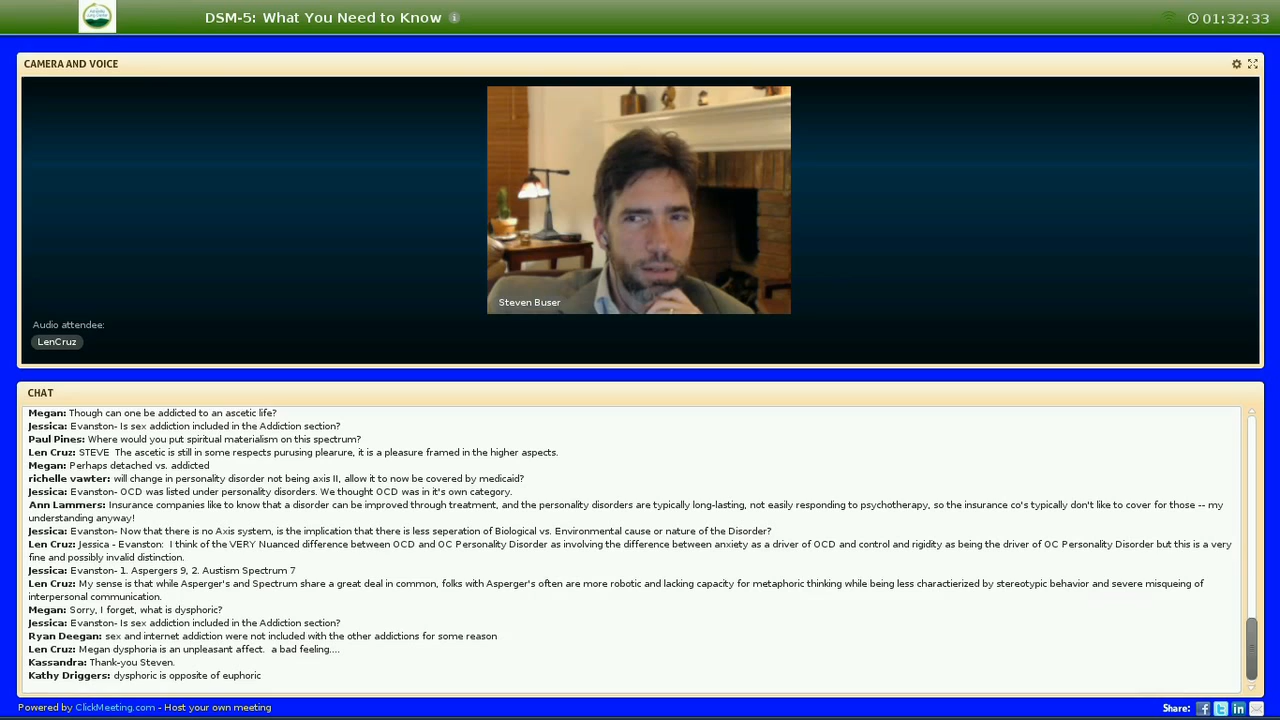 DSM-5: What You Need to Know
01:32:33
CAMERA AND VOICE
Steven Buser
Audio attendee:
LenCruz
CHAT
Megan: Though can one be addicted to an ascetic life?
Jessica: Evanston- Is sex addiction included in the Addiction section?
Paul Pines: Where would you put spiritual materialism on this spectrum?
Len Cruz: STEVE The ascetic is still in some respects purusing plearure, it is a pleasure framed in the higher aspects.
Megan: Perhaps detached vs. addicted
richelle vawter: will change in personality disorder not being axis II, allow it to now be covered by medicaid?
Jessica: Evanston- OCD was listed under personality disorders. We thought OCD was in it's own category.
Ann Lammers: Insurance companies like to know that a disorder can be improved through treatment, and the personality disorders are typically long-lasting, not easily responding to psychotherapy, so the insurance co's typically don't like to cover for those -- my
understanding anyway!
Jessica: Evanston- Now that there is no Axis system, is the implication that there is less seperation of Biological vs. Environmental cause or nature of the Disorder?
Len Cruz: Jessica - Evanston: I think of the VERY Nuanced difference between OCD and OC Personality Disorder as involving the difference between anxiety as a driver of OCD and control and rigidity as being the driver of OC Personality Disorder but this is a very
fine and possibly invalid distinction.
Jessica: Evanston- 1. Aspergers 9, 2. Austism Spectrum 7
Len Cruz: My sense is that while Asperger's and Spectrum share a great deal in common, folks with Asperger's often are more robotic and lacking capacity for metaphoric thinking while being less charactierized by stereotypic behavior and severe misqueing of
interpersonal communication.
Megan: Sorry, I forget, what is dysphoric?
Jessica: Evanston- Is sex addiction included in the Addiction section?
Ryan Deegan: sex and internet addiction were not included with the other addictions for some reason
Len Cruz: Megan dysphoria is an unpleasant affect. a bad feeling....
Kassandra: Thank-you Steven.
Kathy Driggers: dysphoric is opposite of euphoric
Powered by ClickMeeting.com - Host your own meeting
Share: